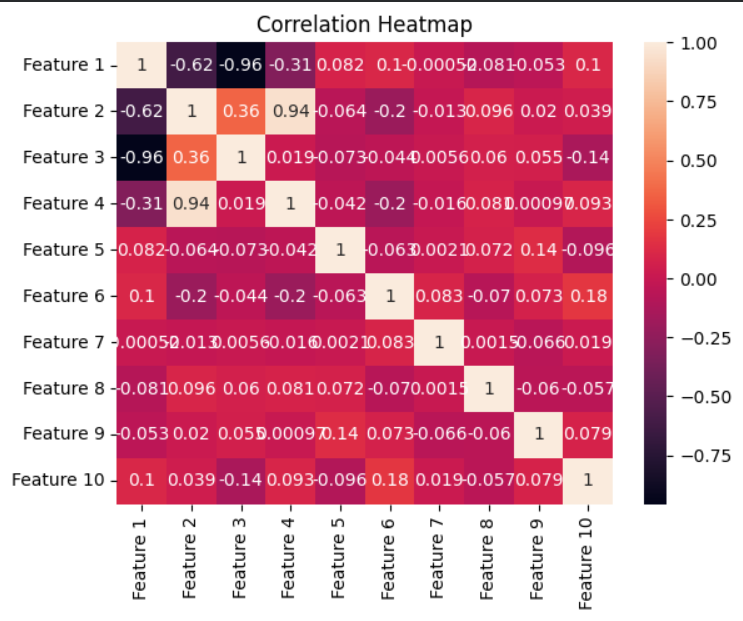 Correlation Heatmap
Feature 1 1 -0.62 -0.96 -0.31 0.082 0.1 -0.00052 -0.081 -0.053 0.1
Feature 2 -0.62 1 0.36 0.94 -0.064 -0.2 -0.013 0.096 0.02 0.039
Feature 3 -0.96 0.36 1 0.019 -0.073 -0.044 0.0056 0.06 0.055 -0.14
Feature 4 -0.31 0.94 0.019 1 -0.042 -0.2 -0.016 0.081 0.00097 0.093
Feature 5 0.082 -0.064 -0.073 -0.042 1 -0.063 0.0021 0.072 0.14 -0.096
Feature 6 0.1 -0.2 -0.044 -0.2 -0.063 1 0.083 -0.07 0.073 0.18
Feature 7 -0.00052 -0.013 0.0056 -0.016 0.0021 0.083 1 0.0015 -0.066 0.019
Feature 8 -0.081 0.096 0.06 0.081 0.072 -0.07 0.0015 1 -0.06 -0.057
Feature 9 -0.053 0.02 0.055 0.00097 0.14 0.073 -0.066 -0.06 1 0.079
Feature 10 0.1 0.039 -0.14 0.093 -0.096 0.18 0.019 -0.057 0.079 1
Feature 1
Feature 2
Feature 3
Feature 4
Feature 5
Feature 6
Feature 7
Feature 8
Feature 9
Feature 10
1.00
0.75
0.50
0.25
0.00
−0.25
−0.50
−0.75